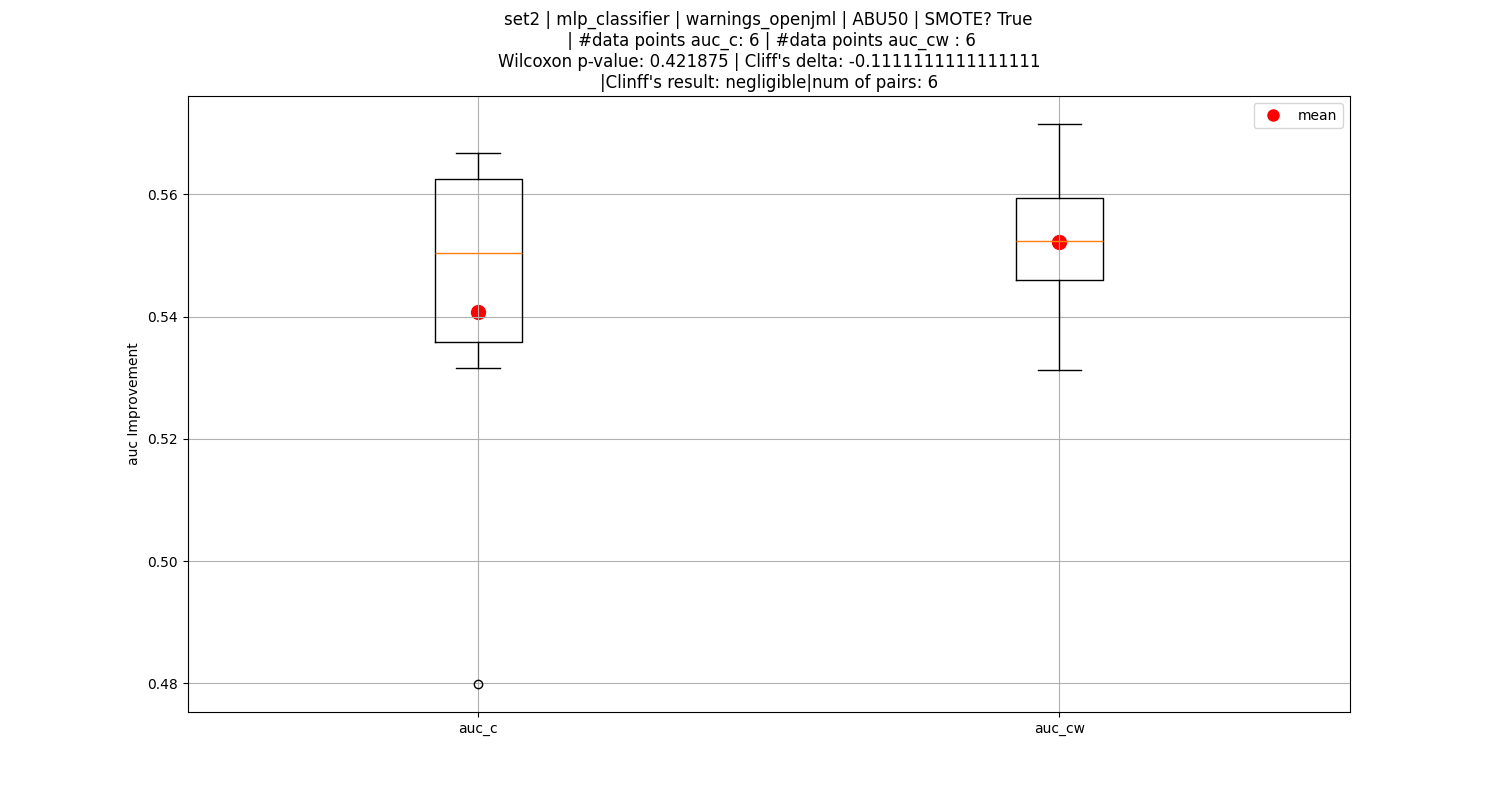 set2 | mlp_classifier | warnings_openjml | ABU50 | SMOTE? True
| #data points auc_c: 6 | #data points auc_cw : 6
Wilcoxon p-value: 0.421875 | Cliff's delta: -0.1111111111111111
|Clinff's result: negligible|num of pairs: 6
mean
0.56
0.54
0.52
0.50
0.48
auc Improvement
auc_c
auc_cw